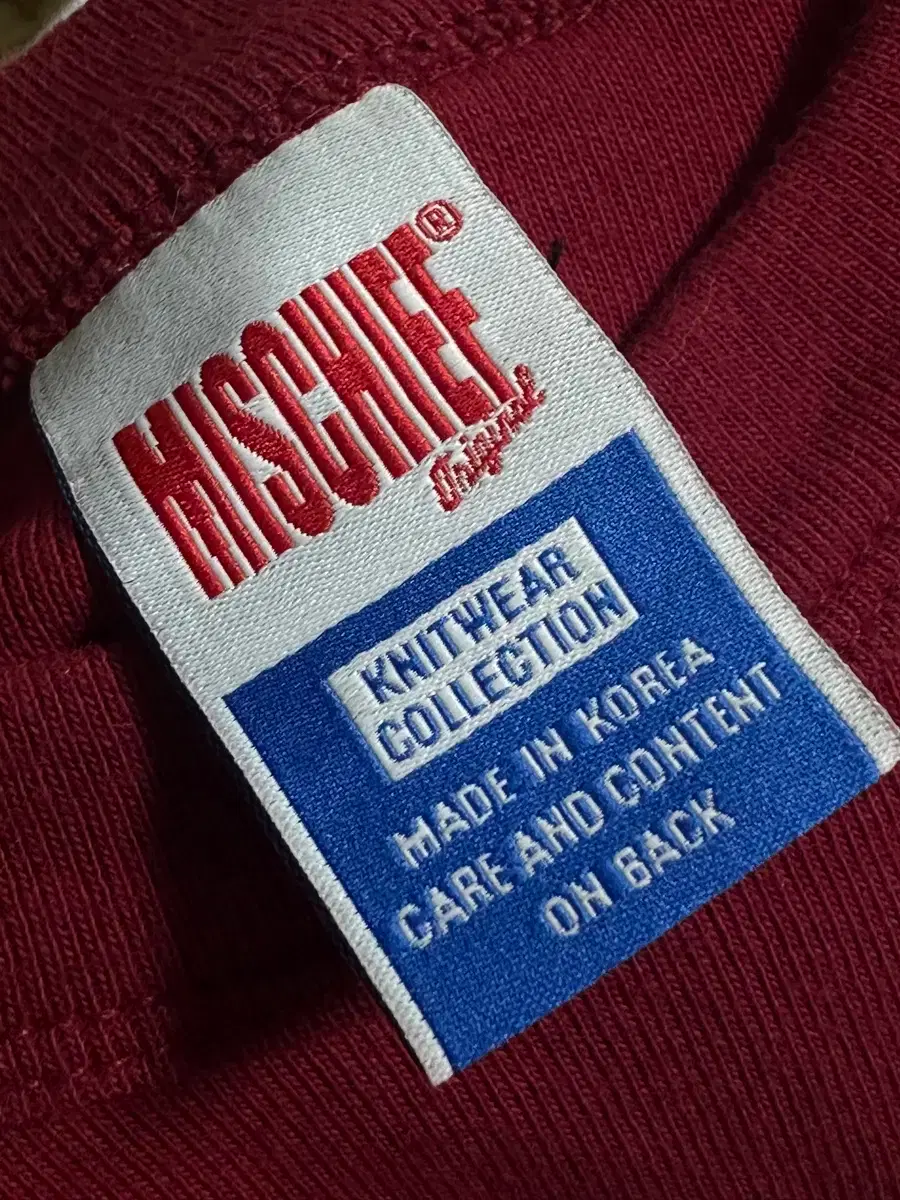 MISCHIEF®
Original
KNITWEAR
COLLECTION
MADE IN KOREA
CARE AND CONTENT
ON BACK